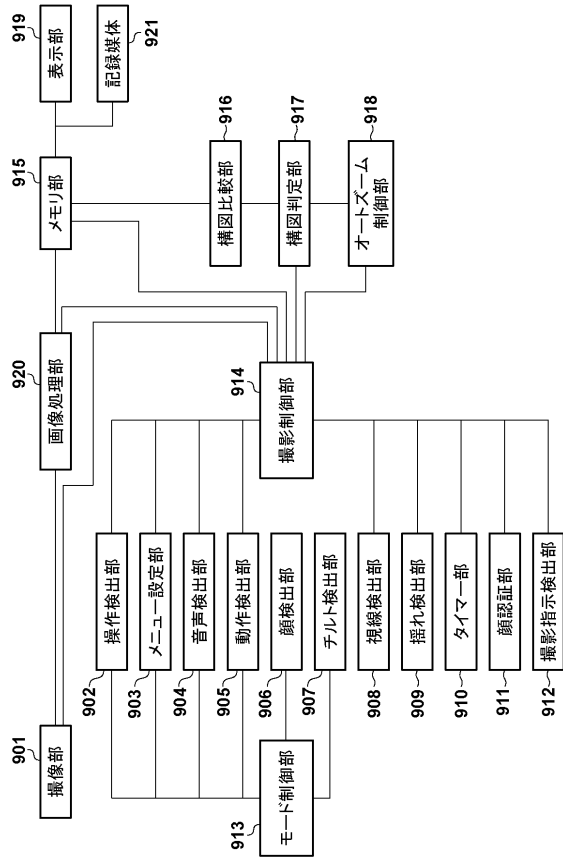 901
撮像部
920
画像処理部
915
メモリ部
919
表示部
921
記録媒体
902
操作検出部
903
メニュー設定部
904
音声検出部
905
動作検出部
906
顔検出部
907
チルト検出部
908
視線検出部
909
揺れ検出部
910
タイマー部
911
顔認証部
912
撮影指示検出部
913
モード制御部
914
撮影制御部
916
構図比較部
917
構図判定部
918
オートズーム
制御部